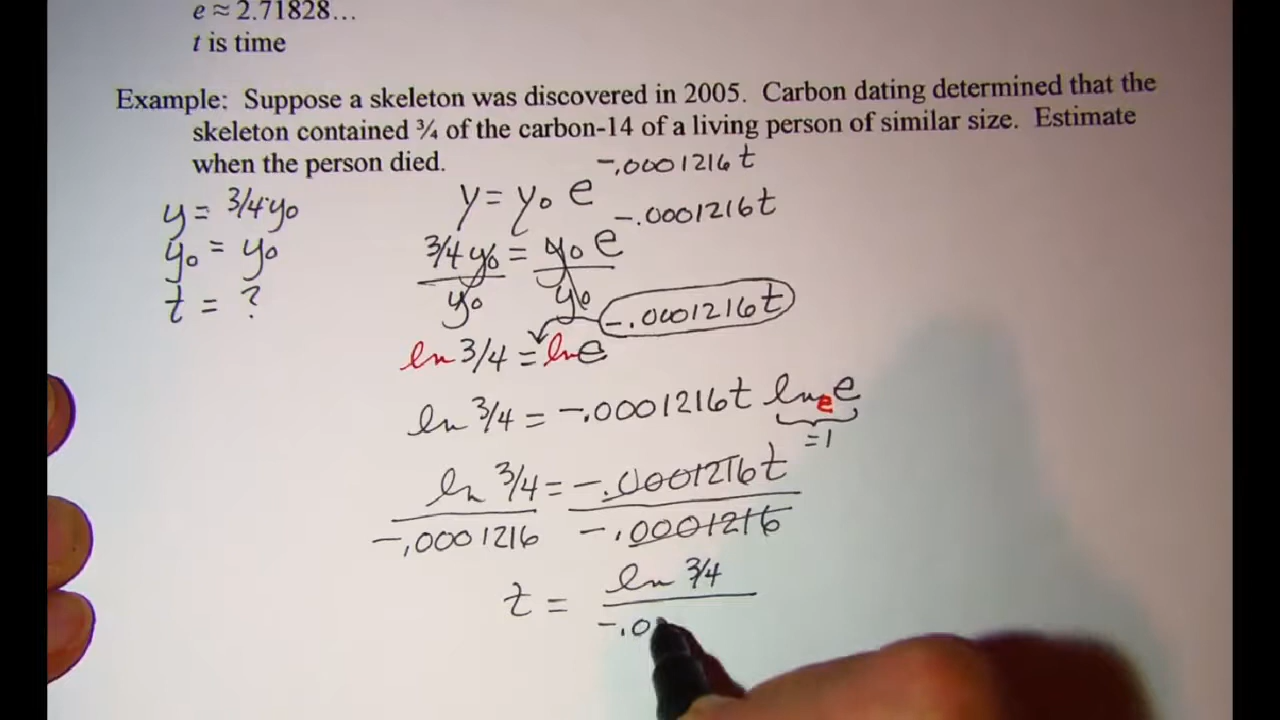 e ≈ 2.71828…
t is time
Example: Suppose a skeleton was discovered in 2005. Carbon dating determined that the
skeleton contained ¾ of the carbon-14 of a living person of similar size. Estimate
when the person died.
y = 3/4·y₀
y₀ = y₀
t = ?
y = y₀ e -.0001216t
3/4 y₀ = y₀ e -.0001216t
y₀ y₀
ln 3/4 = ln e -.0001216t
ln 3/4 = -.0001216t ln e e
=1
ln 3/4 = -.0001216t
-.0001216 -.0001216
t = ln 3/4
-.0